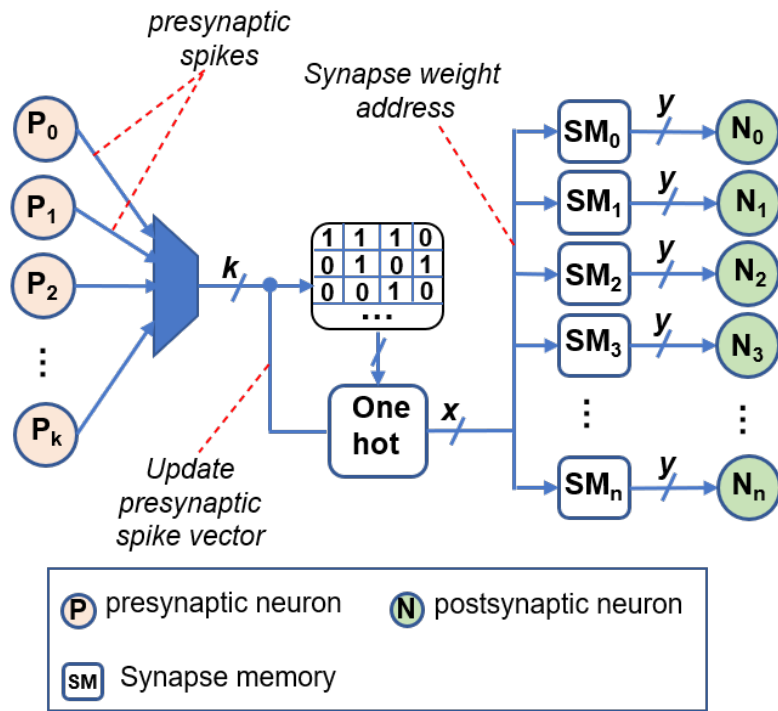 presynaptic
spikes
Synapse weight
address
P0
P1
P2
⋮
Pk
k
1 1 1 0
0 1 0 1
0 0 1 0
...
One
hot
x
Update
presynaptic
spike vector
SM0 y N0
SM1 y N1
SM2 y N2
SM3 y N3
⋮ ⋮
SMn y Nn
P presynaptic neuron
N postsynaptic neuron
SM Synapse memory